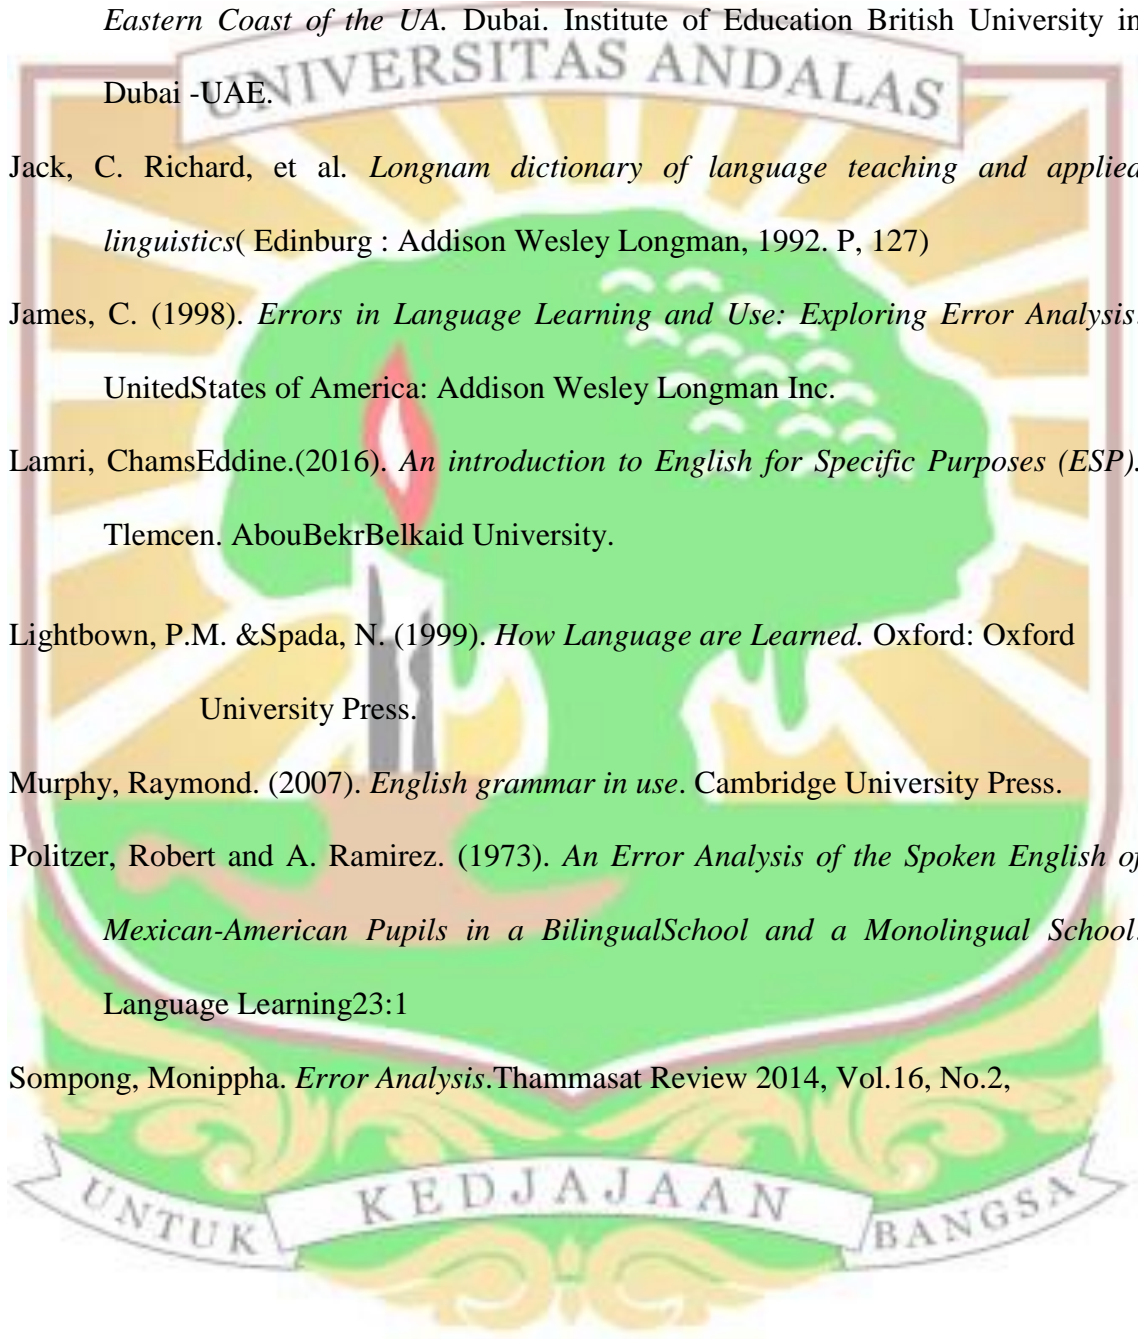 Eastern Coast of the UA. Dubai. Institute of Education British University in
UNIVERSITAS ANDALAS
Dubai -UAE.
Jack, C. Richard, et al. Longnam dictionary of language teaching and applied
linguistics( Edinburg : Addison Wesley Longman, 1992. P, 127)
James, C. (1998). Errors in Language Learning and Use: Exploring Error Analysis.
UnitedStates of America: Addison Wesley Longman Inc.
Lamri, ChamsEddine.(2016). An introduction to English for Specific Purposes (ESP).
Tlemcen. AbouBekrBelkaid University.
Lightbown, P.M. &Spada, N. (1999). How Language are Learned. Oxford: Oxford
University Press.
Murphy, Raymond. (2007). English grammar in use. Cambridge University Press.
Politzer, Robert and A. Ramirez. (1973). An Error Analysis of the Spoken English of
Mexican-American Pupils in a BilingualSchool and a Monolingual School.
Language Learning23:1
Sompong, Monippha. Error Analysis.Thammasat Review 2014, Vol.16, No.2,
UNTUK KEDJAJAAN BANGSA